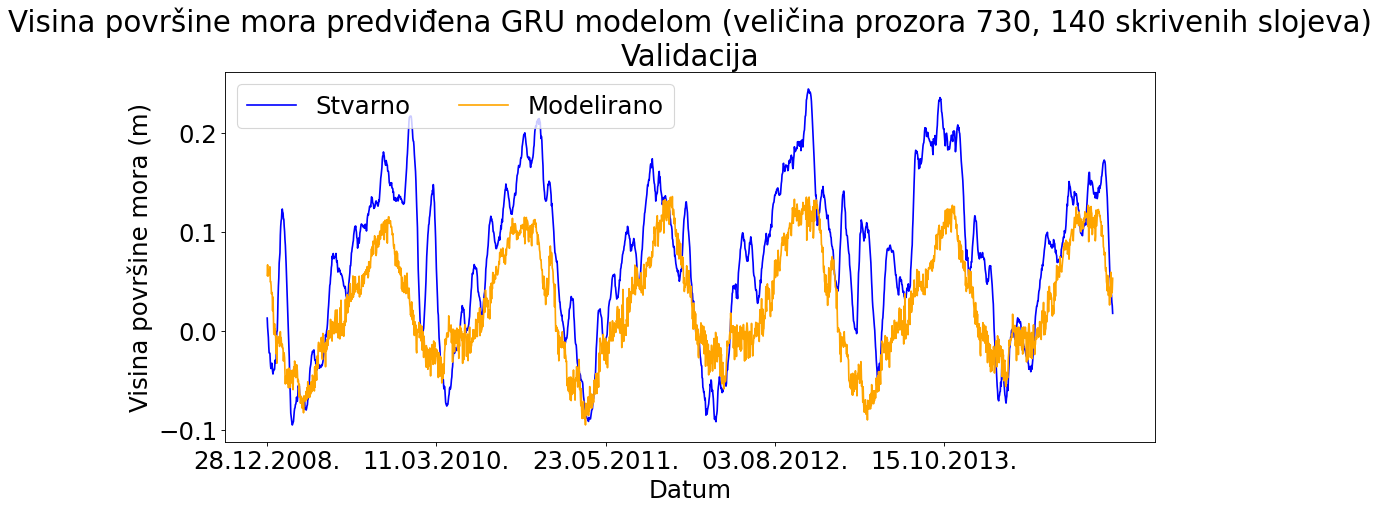 Visina površine mora predviđena GRU modelom (veličina prozora 730, 140 skrivenih slojeva)
Validacija
Stvarno
Modelirano
Visina površine mora (m)
0.2
0.1
0.0
−0.1
28.12.2008.
11.03.2010.
23.05.2011.
03.08.2012.
15.10.2013.
Datum